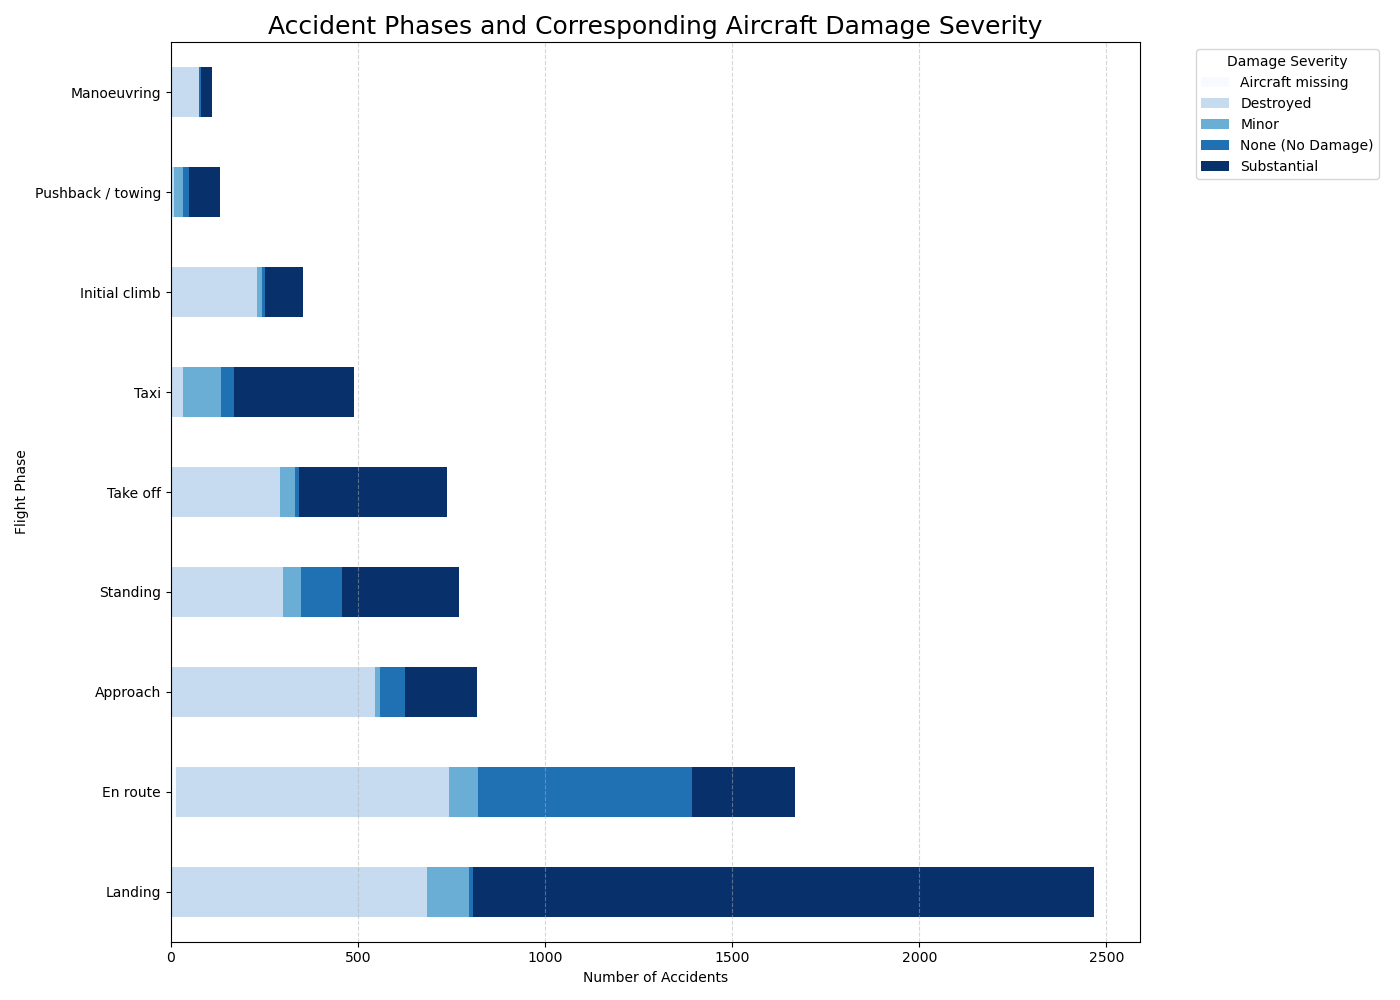 Accident Phases and Corresponding Aircraft Damage Severity
Damage Severity
Aircraft missing
Destroyed
Minor
None (No Damage)
Substantial
Flight Phase
Manoeuvring
Pushback / towing
Initial climb
Taxi
Take off
Standing
Approach
En route
Landing
0 500 1000 1500 2000 2500
Number of Accidents